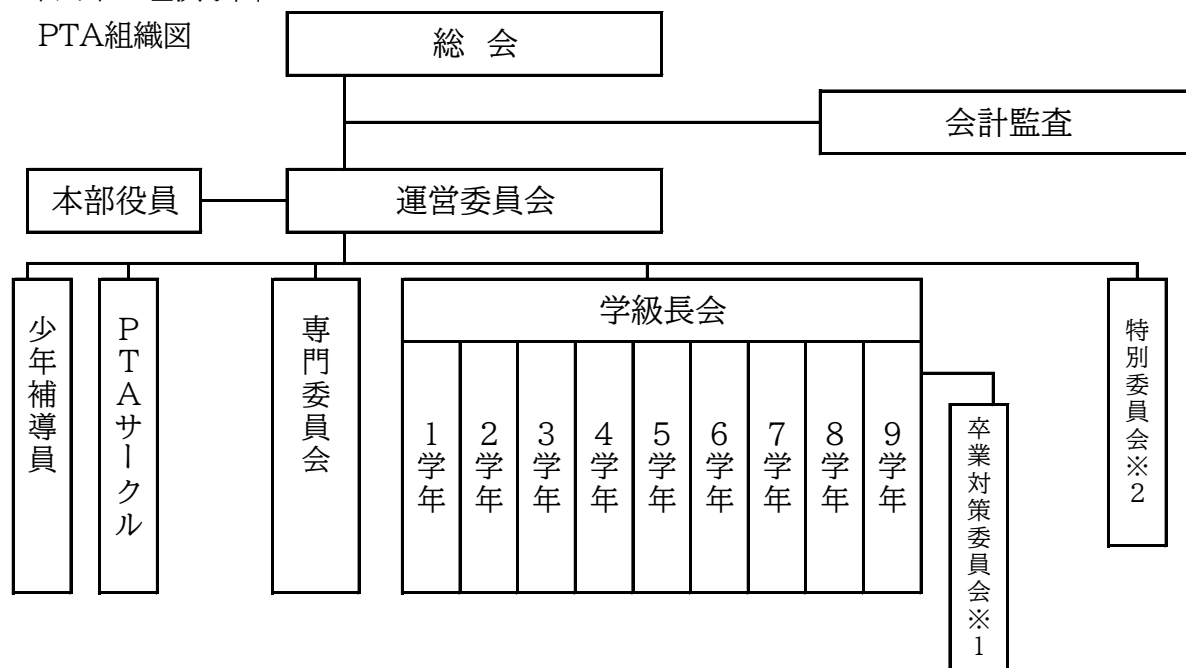 PTA組織図
総 会
会計監査
本部役員
運営委員会
少年補導員
PTAサークル
専門委員会
学級長会
1学年
2学年
3学年
4学年
5学年
6学年
7学年
8学年
9学年
卒業対策委員会※1
特別委員会※2